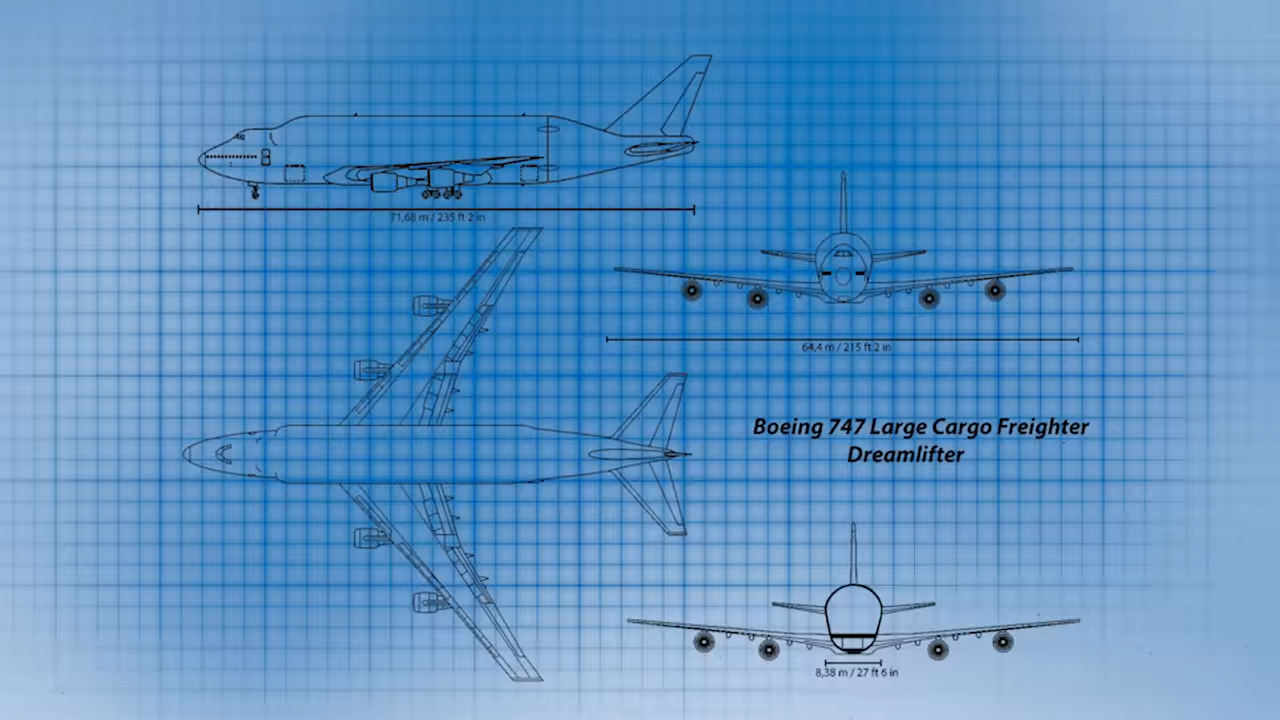 71,68 m / 235 ft 2 in
64,4 m / 215 ft 2 in
Boeing 747 Large Cargo Freighter
Dreamlifter
8,38 m / 27 ft 6 in